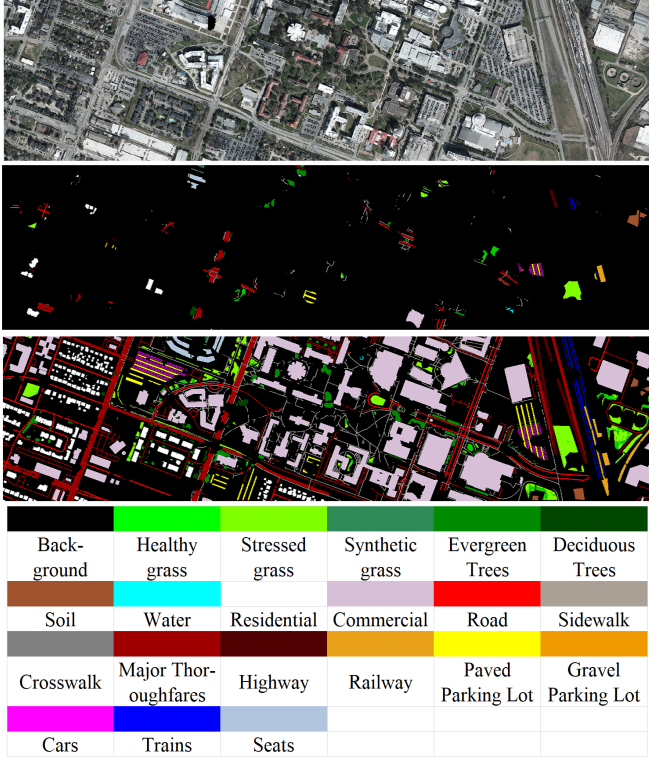 Back- Healthy Stressed Synthetic Evergreen Deciduous
ground grass grass grass Trees Trees
Soil Water Residential Commercial Road Sidewalk
Crosswalk Major Thor- Highway Railway Paved Gravel
oughfares Parking Lot Parking Lot
Cars Trains Seats